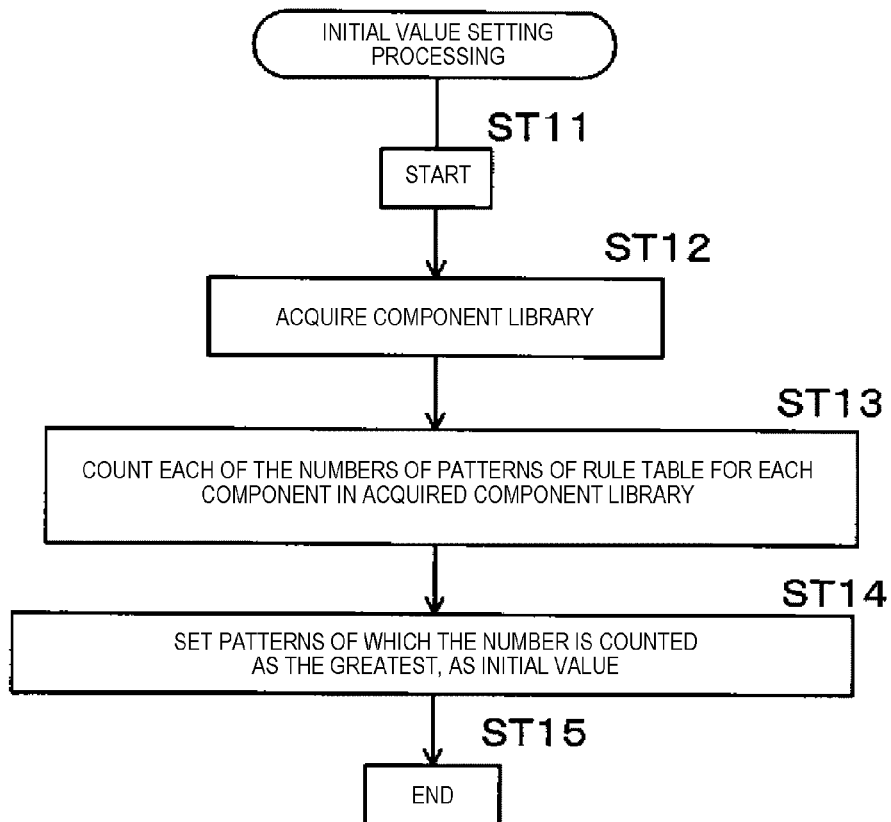 INITIAL VALUE SETTING
PROCESSING
ST11
START
ST12
ACQUIRE COMPONENT LIBRARY
ST13
COUNT EACH OF THE NUMBERS OF PATTERNS OF RULE TABLE FOR EACH
COMPONENT IN ACQUIRED COMPONENT LIBRARY
ST14
SET PATTERNS OF WHICH THE NUMBER IS COUNTED
AS THE GREATEST, AS INITIAL VALUE
ST15
END